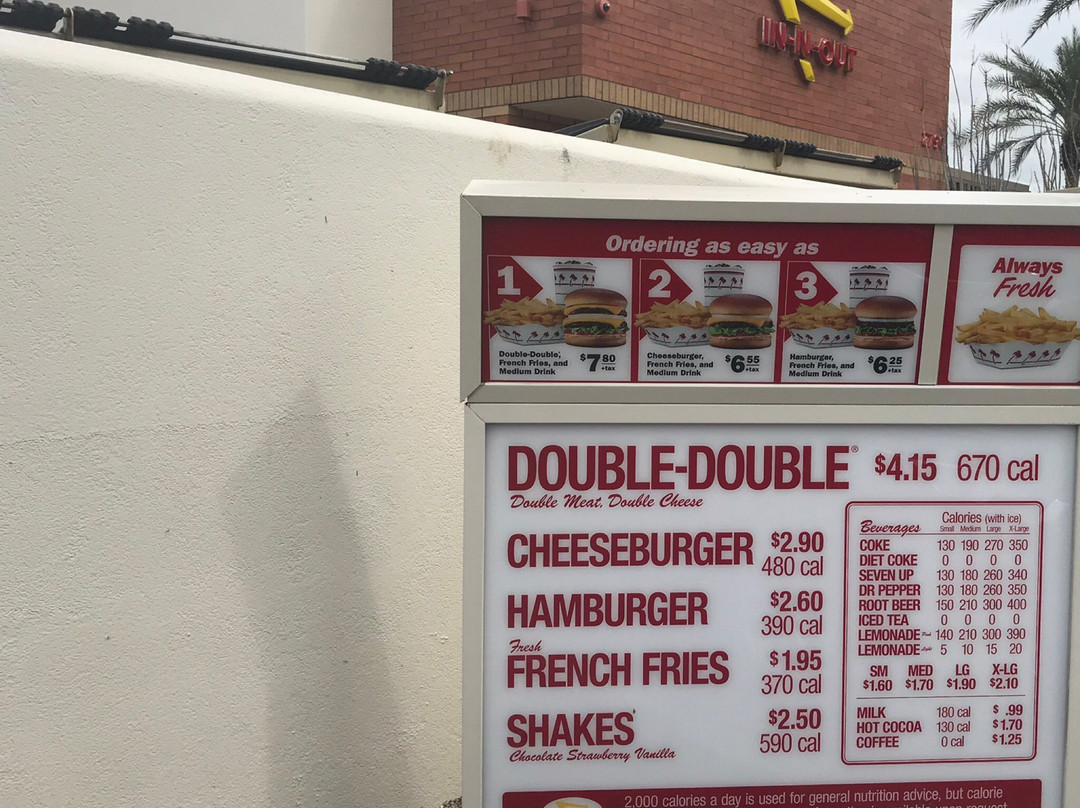 IN-N-OUT
Ordering as easy as
1
Double-Double,
French Fries, and
Medium Drink
$7 80
+tax
2
Cheeseburger,
French Fries, and
Medium Drink
$6 55
+tax
3
Hamburger,
French Fries, and
Medium Drink
$6 25
+tax
Always
Fresh
DOUBLE-DOUBLE® $4.15 670 cal
Double Meat, Double Cheese
CHEESEBURGER $2.90
480 cal
HAMBURGER $2.60
390 cal
Fresh
FRENCH FRIES $1.95
370 cal
SHAKES $2.50
590 cal
Chocolate Strawberry Vanilla
Beverages Calories (with ice)
Small Medium Large X-Large
COKE 130 190 270 350
DIET COKE 0 0 0 0
SEVEN UP 130 180 260 340
DR PEPPER 130 180 260 350
ROOT BEER 150 210 300 400
ICED TEA 0 0 0 0
LEMONADE 140 210 300 390
LEMONADE 5 10 15 20
SM MED LG X-LG
$1.60 $1.70 $1.90 $2.10
MILK 180 cal $ .99
HOT COCOA 130 cal $1.70
COFFEE 0 cal $1.25
2,000 calories a day is used for general nutrition advice, but calorie